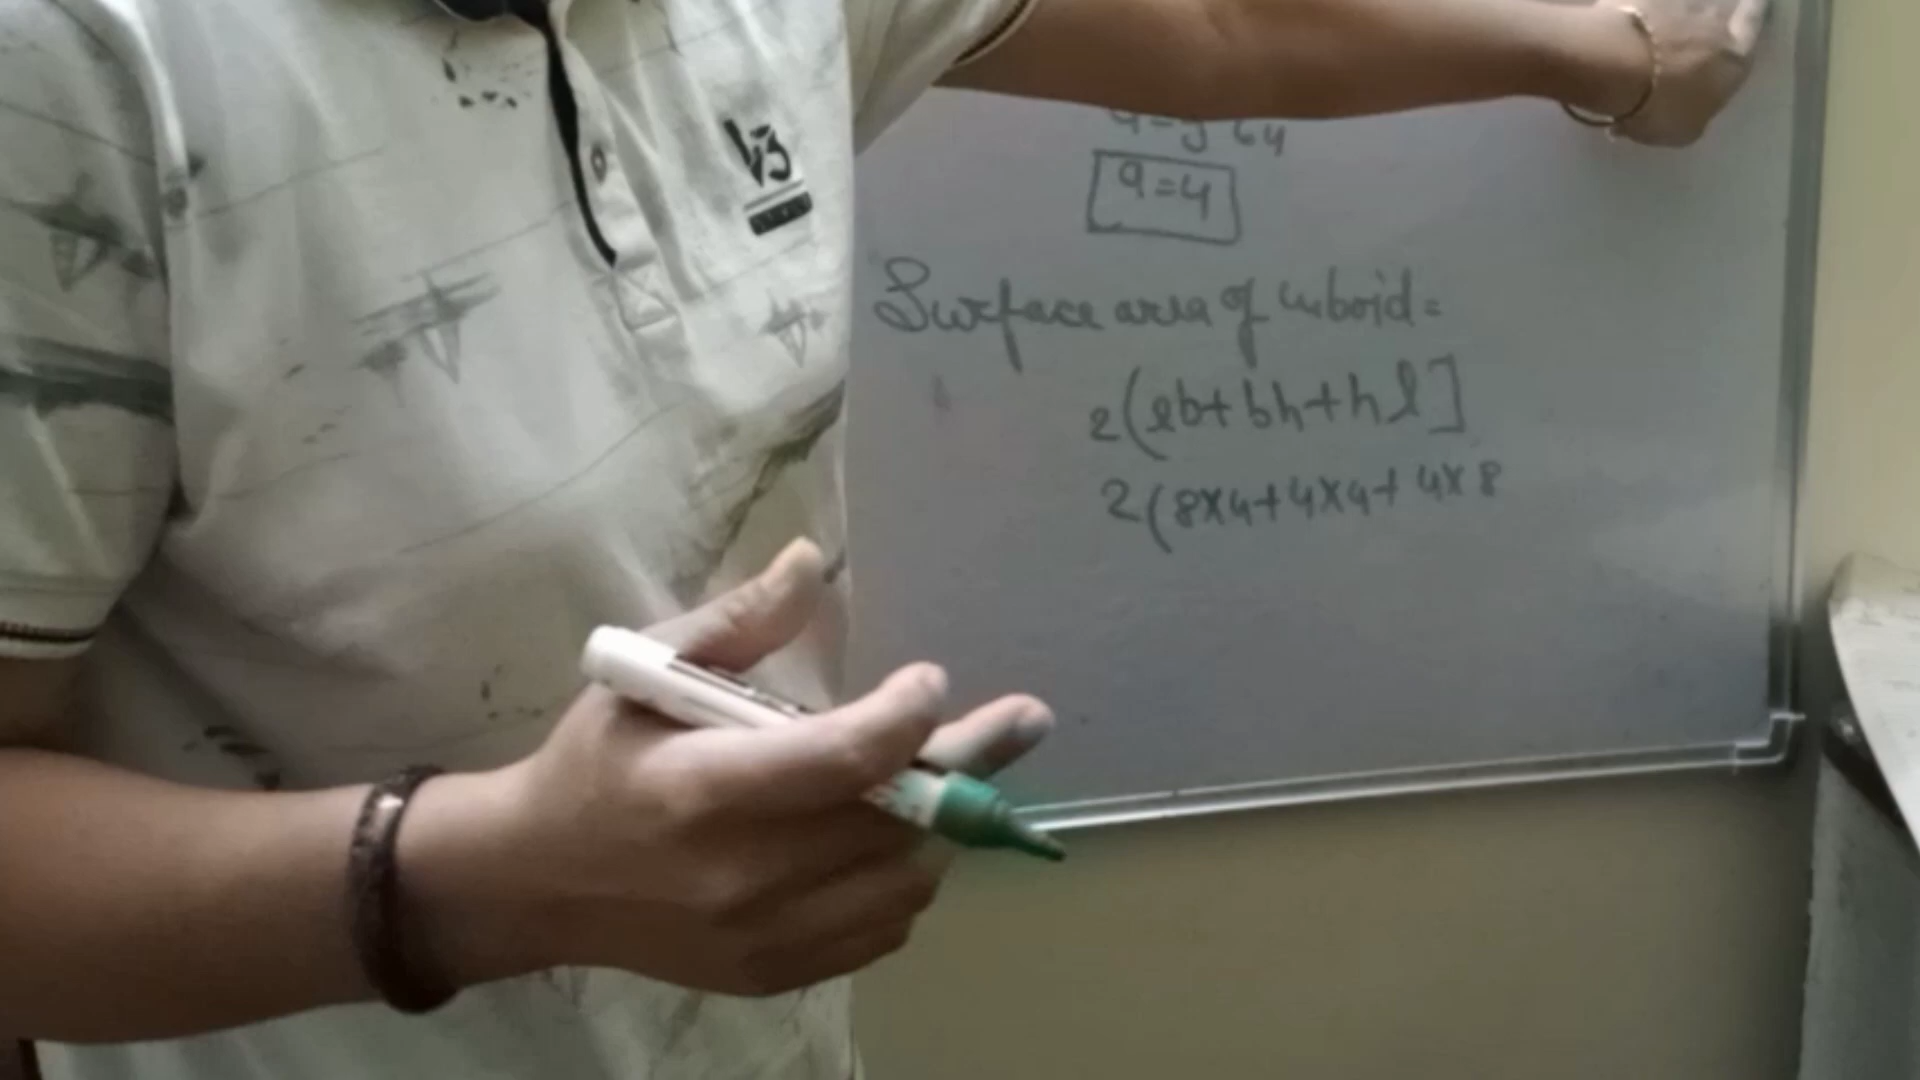 a=4
Surface area of cuboid=
2(lb+bh+hl]
2(8x4+4x4+4x8